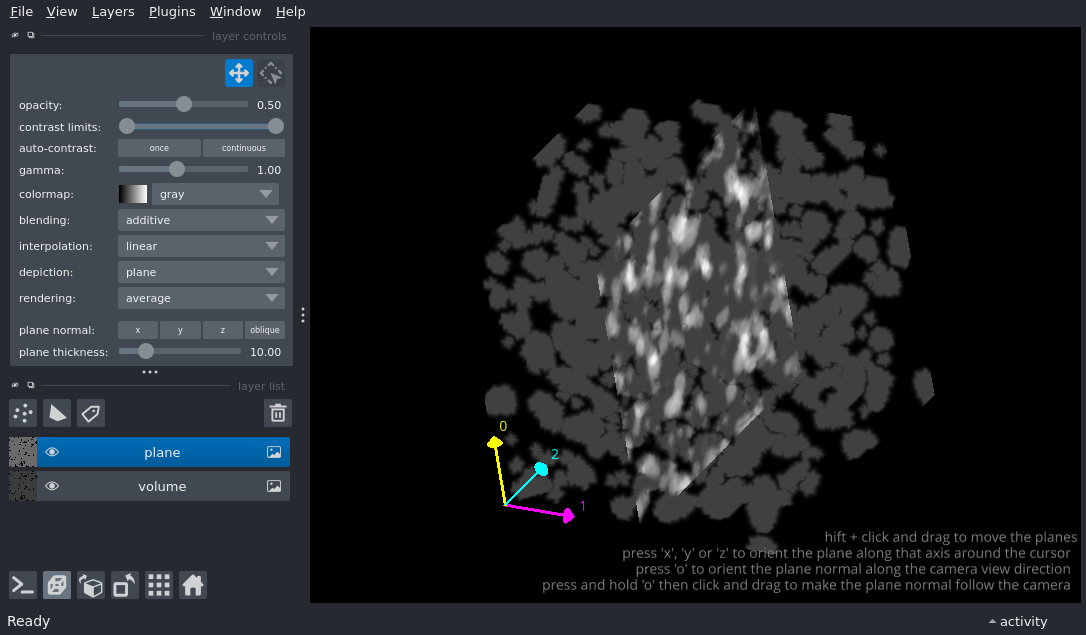 File View Layers Plugins Window Help
layer controls
opacity: 0.50
contrast limits:
auto-contrast: once continuous
gamma: 1.00
colormap: gray
blending: additive
interpolation: linear
depiction: plane
rendering: average
plane normal: x y z oblique
plane thickness: 10.00
layer list
plane
volume
0
2
1
hift + click and drag to move the planes
press 'x', 'y' or 'z' to orient the plane along that axis around the cursor
press 'o' to orient the plane normal along the camera view direction
press and hold 'o' then click and drag to make the plane normal follow the camera
Ready
activity